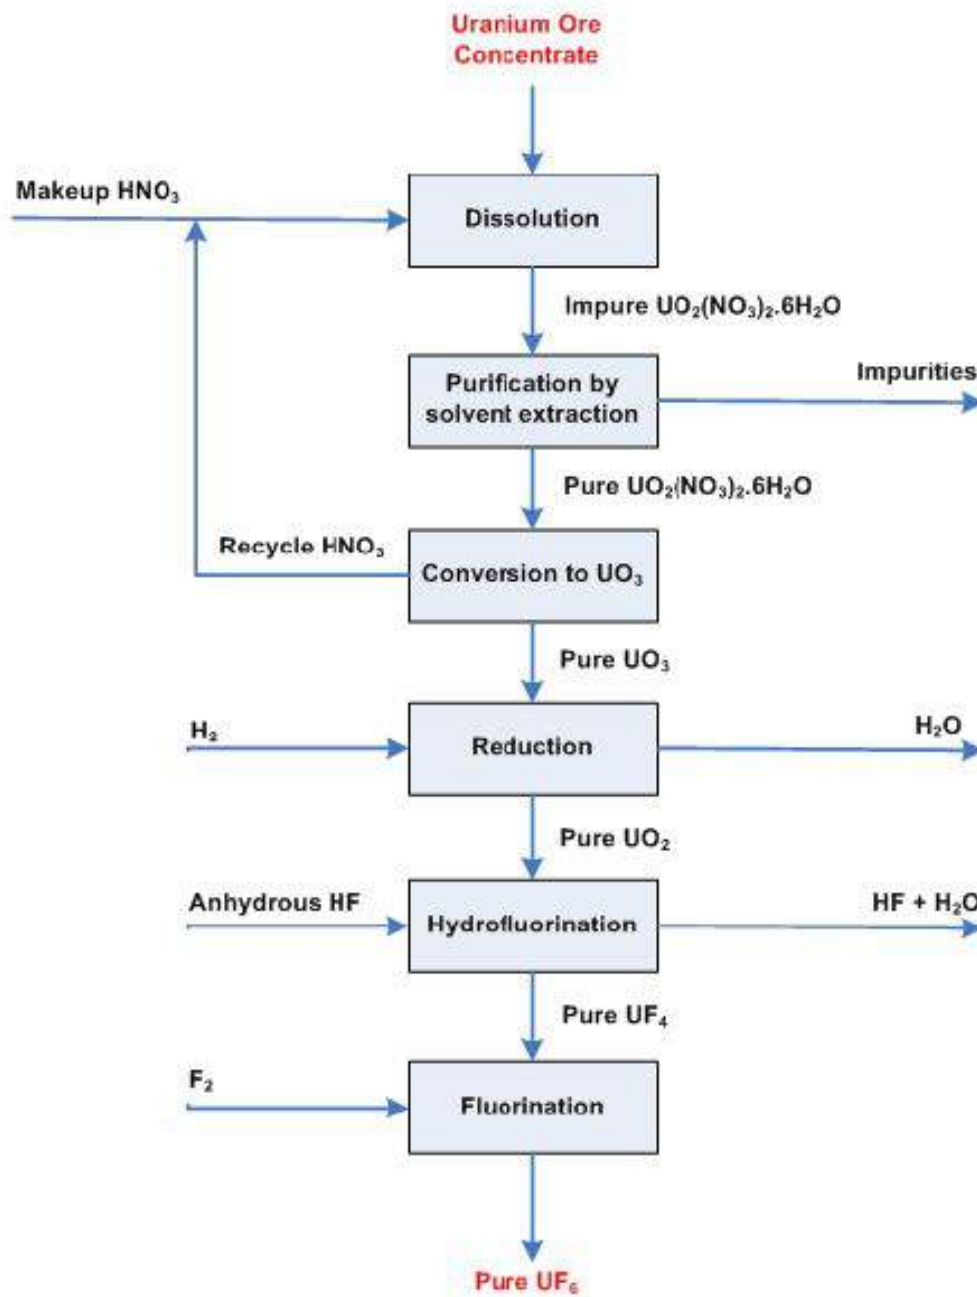 Uranium Ore
Concentrate
Makeup HNO₃
Dissolution
Impure UO₂(NO₃)₂.6H₂O
Purification by
solvent extraction
Impurities
Pure UO₂(NO₃)₂.6H₂O
Recycle HNO₃
Conversion to UO₃
Pure UO₃
H₂
Reduction
H₂O
Pure UO₂
Anhydrous HF
Hydrofluorination
HF + H₂O
Pure UF₄
F₂
Fluorination
Pure UF₆